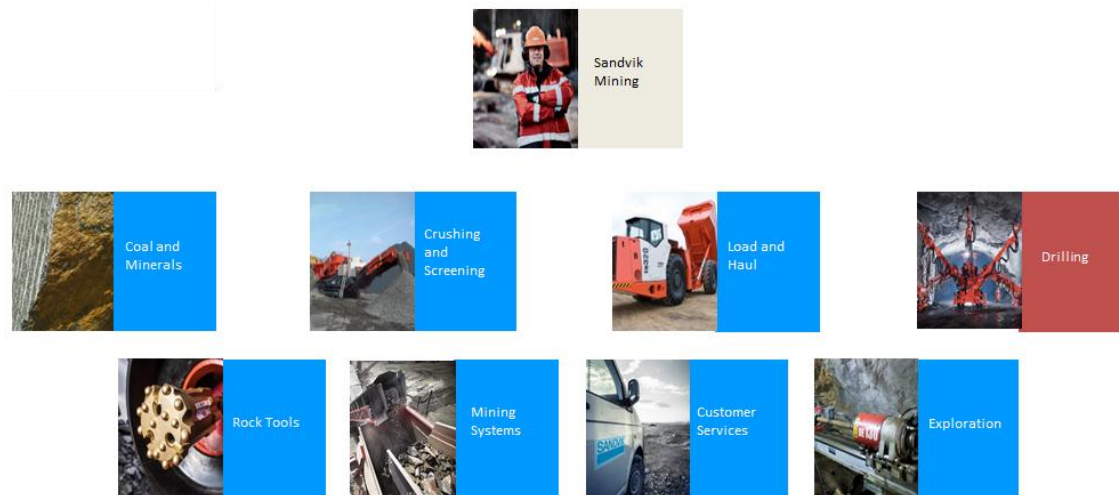 Sandvik
Mining
Coal and
Minerals
Crushing
and
Screening
Load and
Haul
Drilling
Rock Tools
Mining
Systems
SANDVIK
Customer
Services
Exploration